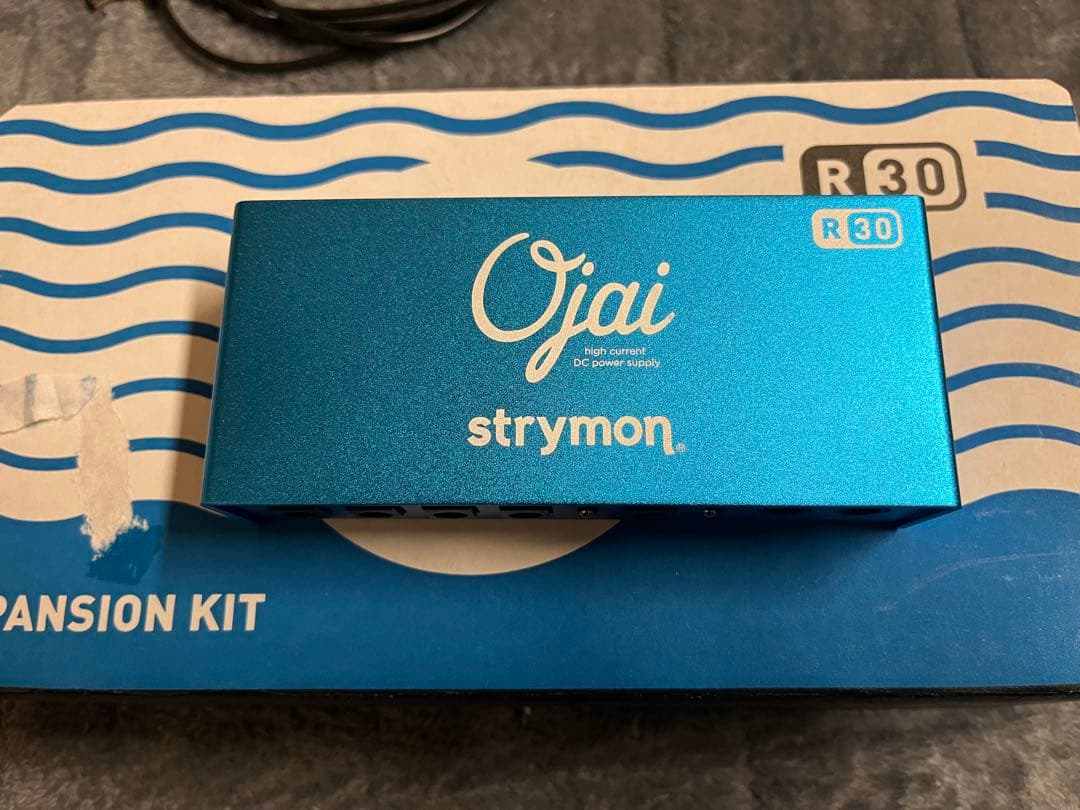 R 30
R 30
Ojai
high current
DC power supply
strymon®
PANSION KIT